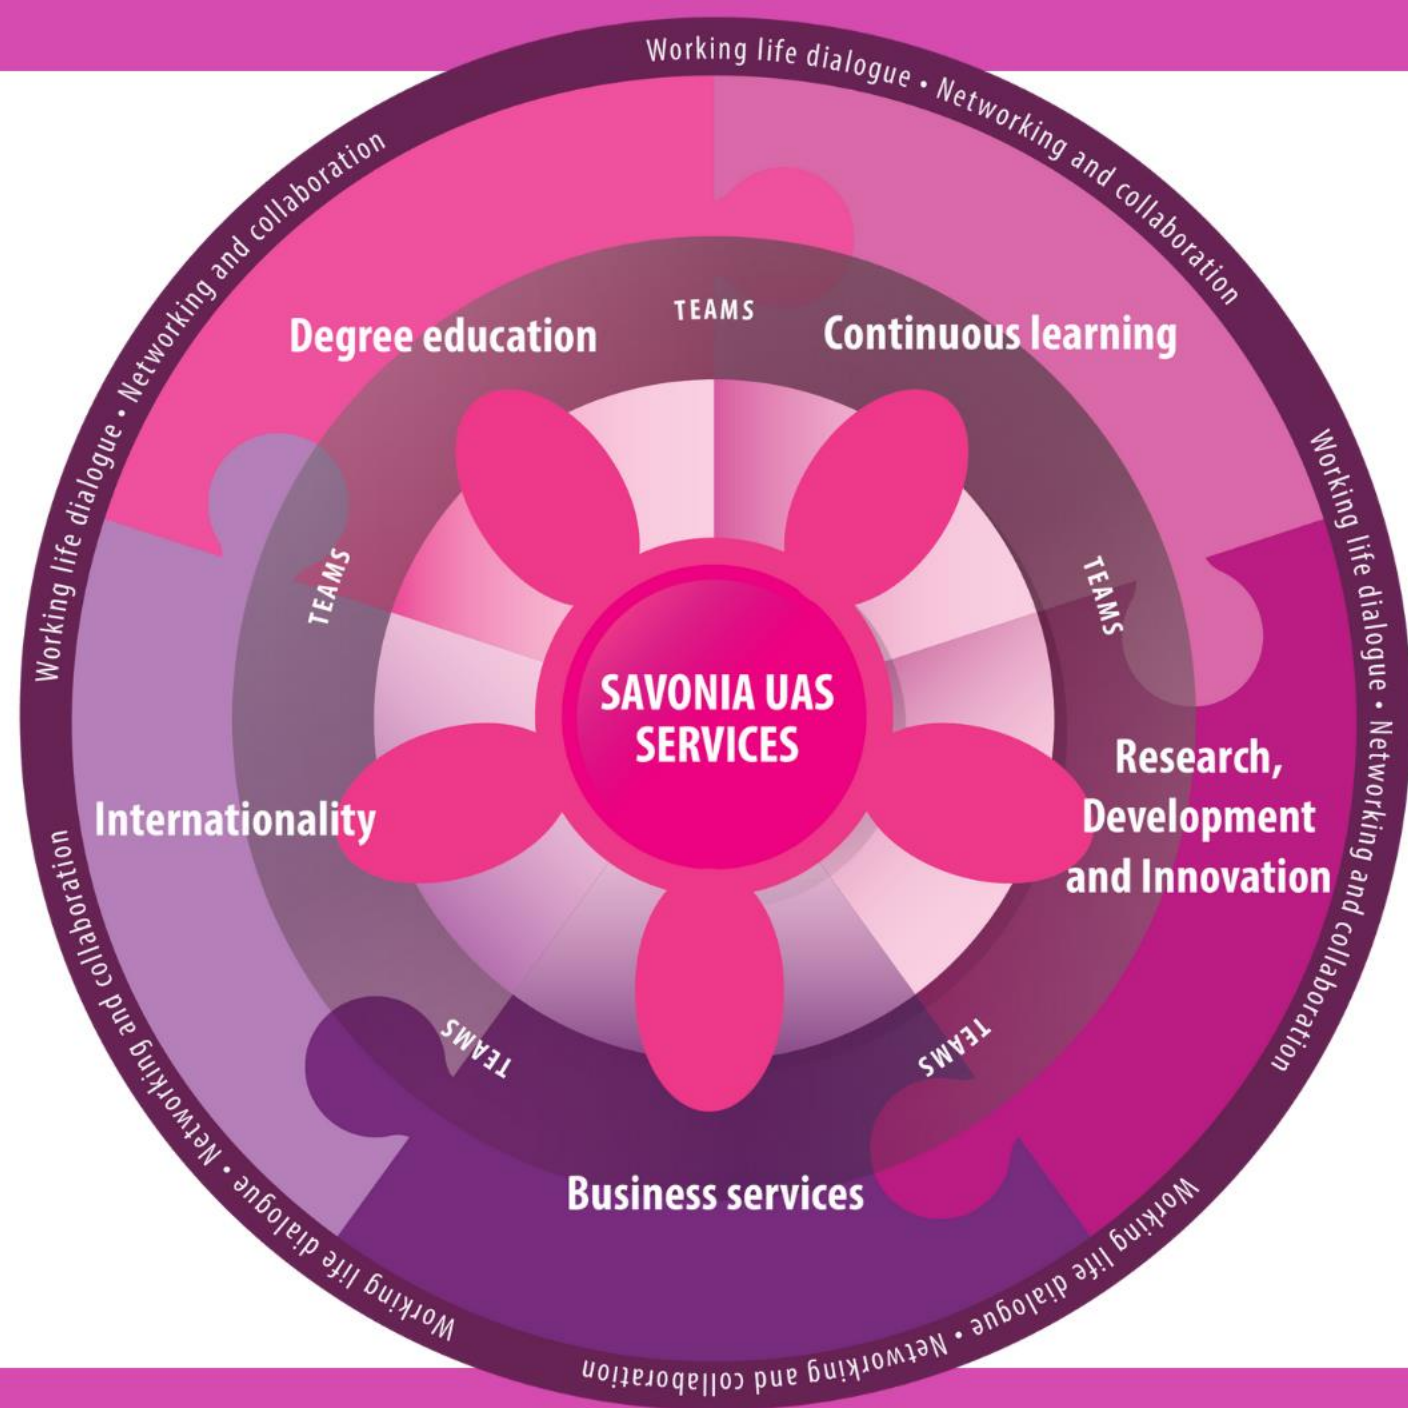 Working life dialogue • Networking and collaboration
Working life dialogue • Networking and collaboration
Working life dialogue • Networking and collaboration
Working life dialogue • Networking and collaboration
Working life dialogue • Networking and collaboration
TEAMS
Degree education
Continuous learning
TEAMS
TEAMS
SAVONIA UAS
SERVICES
Internationality
Research,
Development
and Innovation
TEAMS
TEAMS
Business services